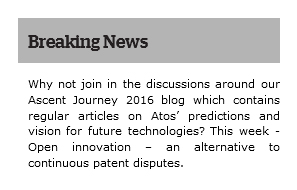 Breaking News
Why not join in the discussions around our
Ascent Journey 2016 blog which contains
regular articles on Atos’ predictions and
vision for future technologies? This week -
Open innovation – an alternative to
continuous patent disputes.